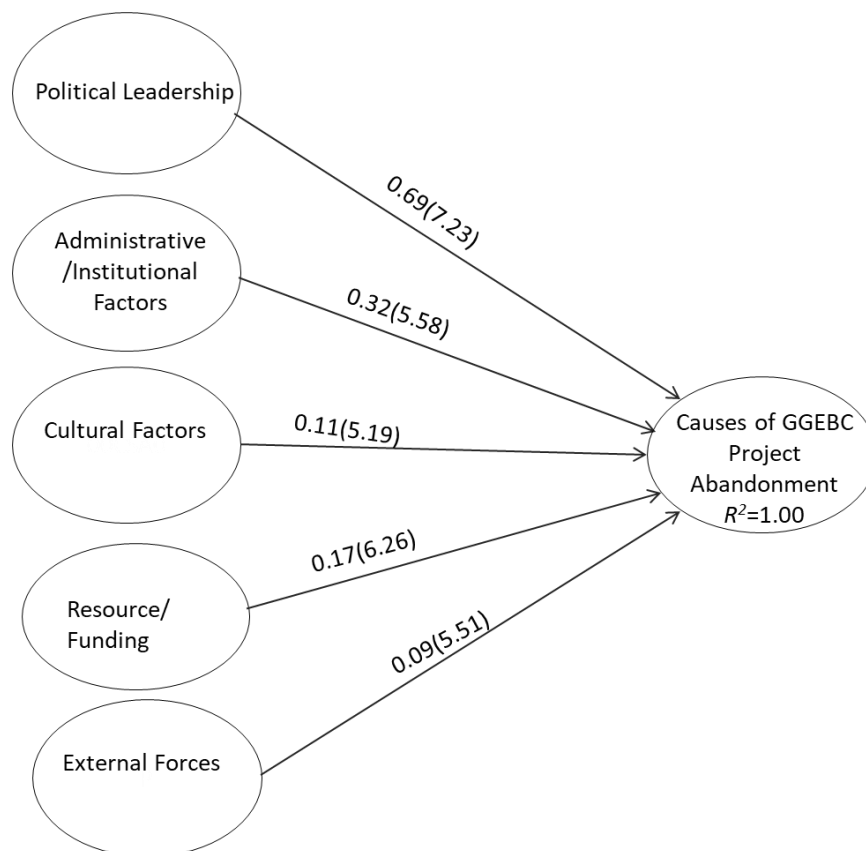 Political Leadership
0.69(7.23)
Administrative
/Institutional
Factors
0.32(5.58)
Cultural Factors
0.11(5.19)
Causes of GGEBC
Project
Abandonment
R²=1.00
Resource/
Funding
0.17(6.26)
External Forces
0.09(5.51)